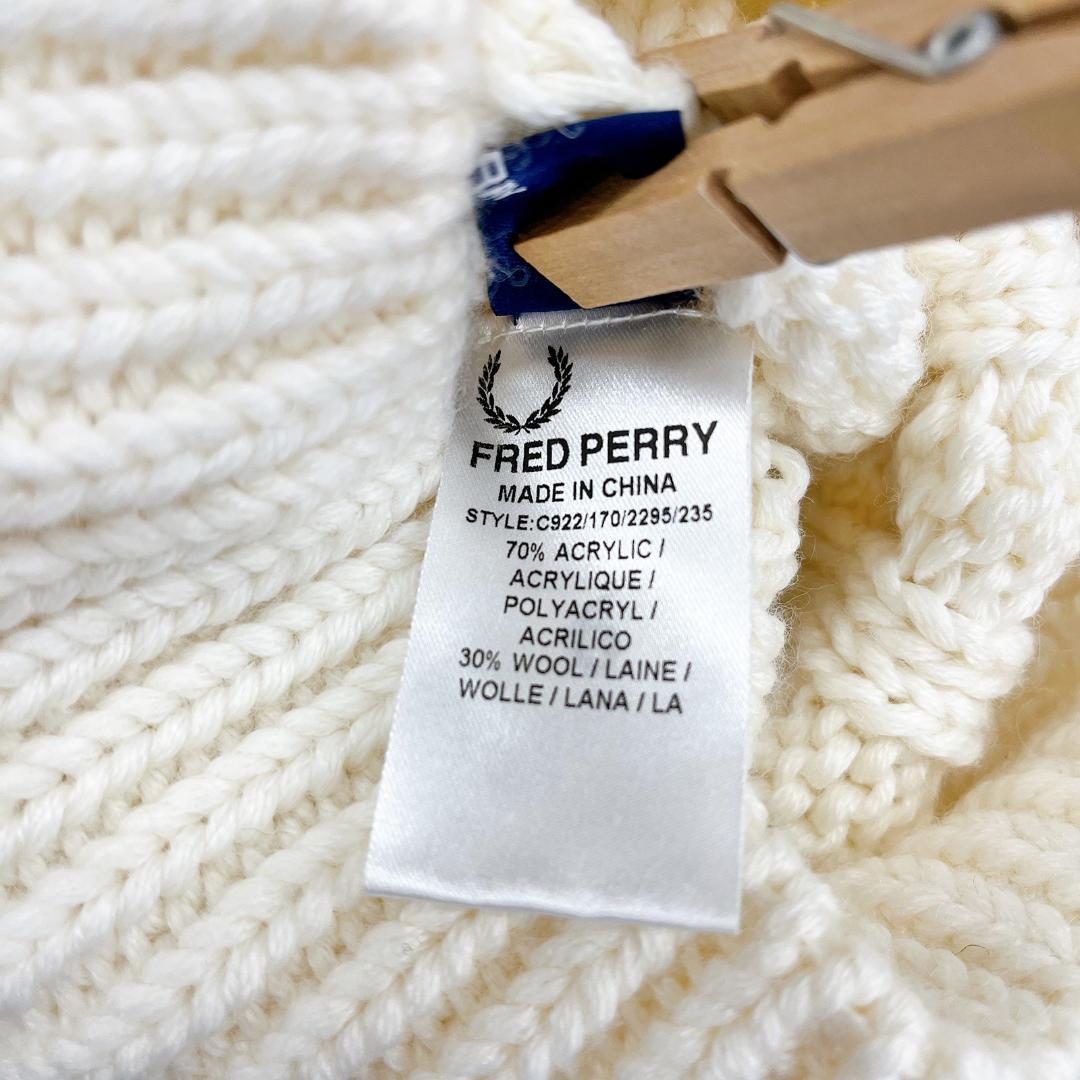 FRED PERRY
MADE IN CHINA
STYLE:C922/170/2295/235
70% ACRYLIC /
ACRYLIQUE /
POLYACRYL /
ACRILICO
30% WOOL / LAINE /
WOLLE / LANA / LA